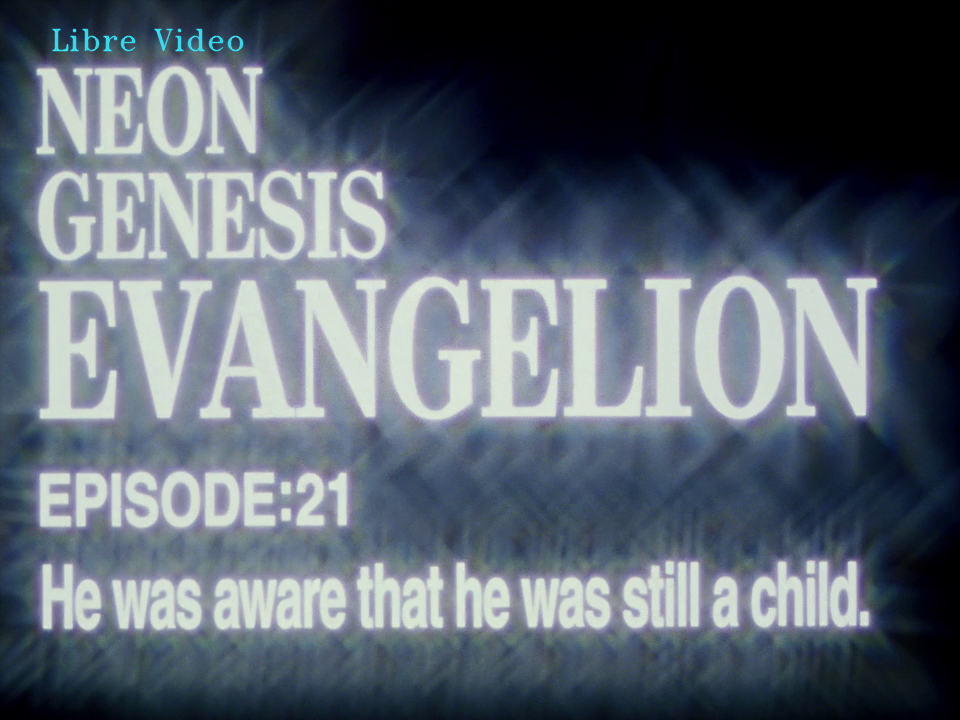 Libre Video
NEON
GENESIS
EVANGELION
EPISODE:21
He was aware that he was still a child.